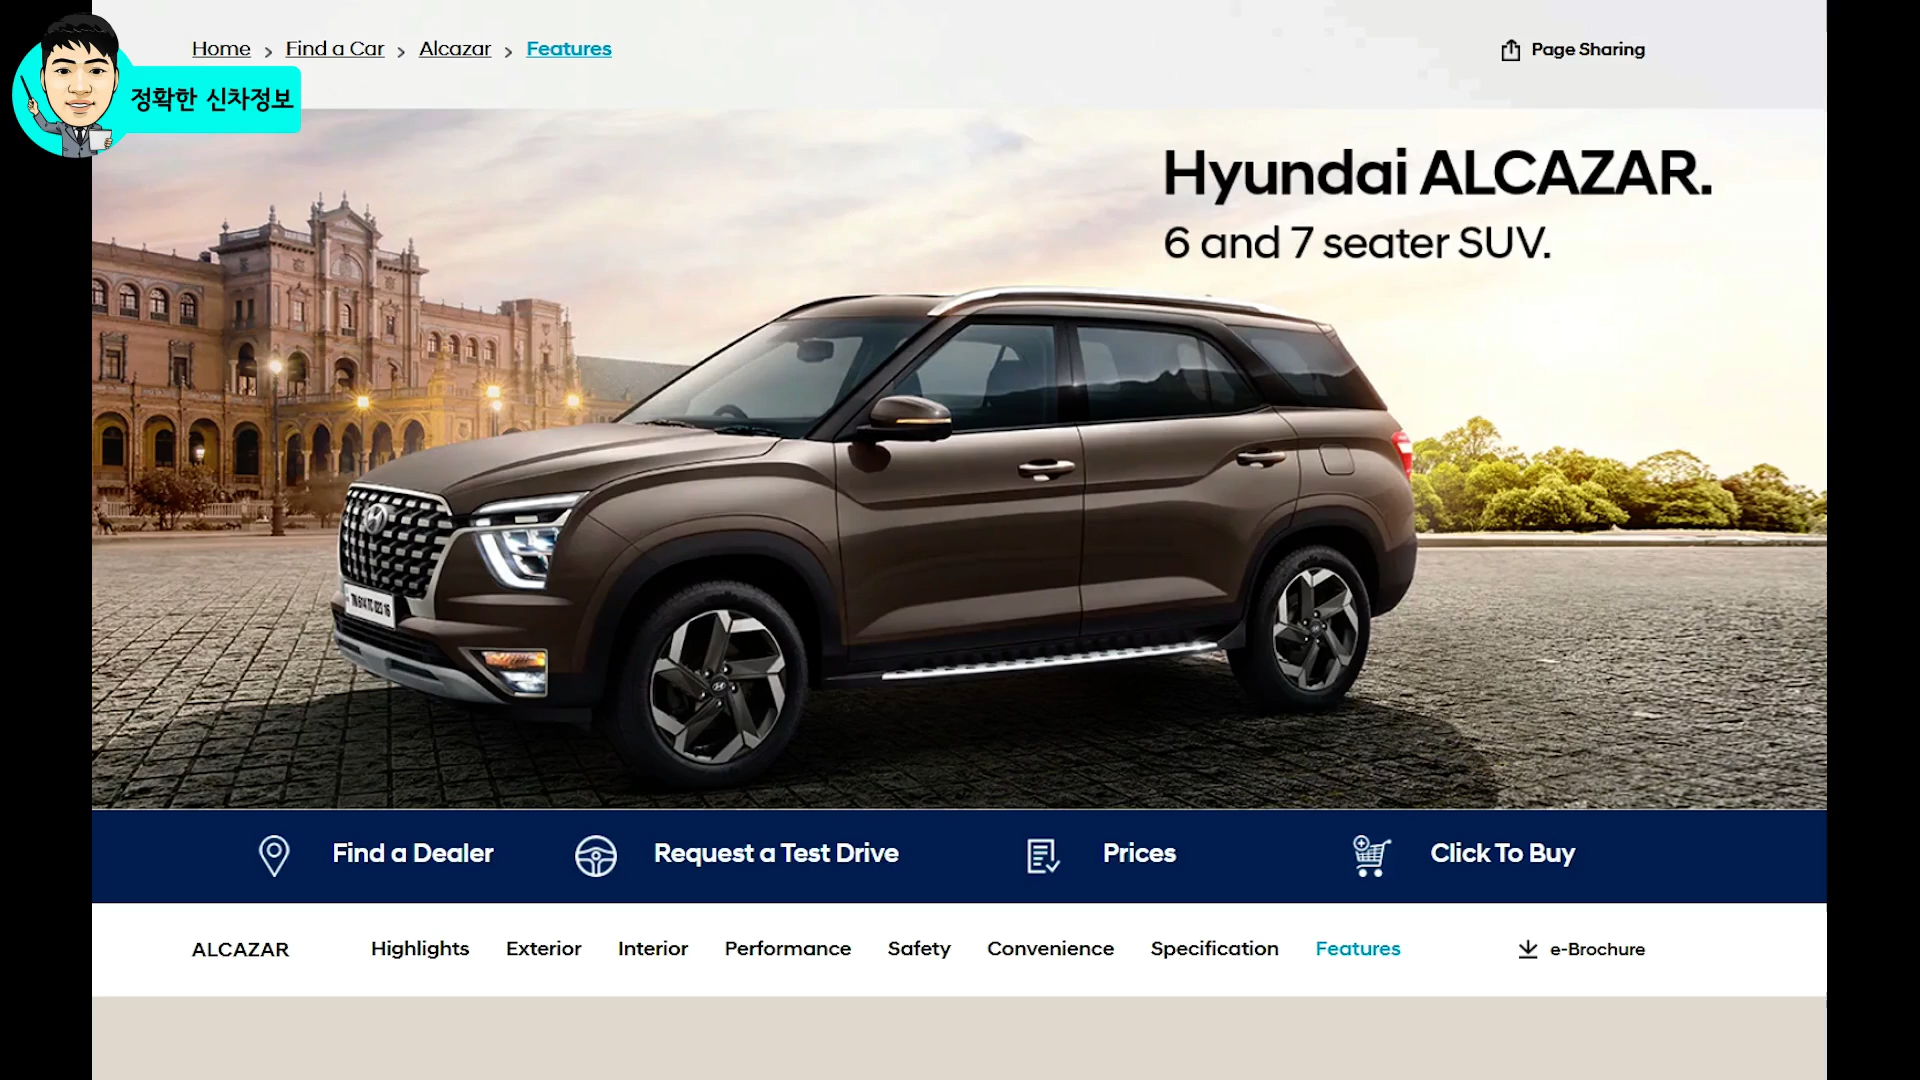 Home > Find a Car > Alcazar > Features
Page Sharing
정확한 신차정보
Hyundai ALCAZAR.
6 and 7 seater SUV.
Find a Dealer
Request a Test Drive
Prices
Click To Buy
ALCAZAR
Highlights
Exterior
Interior
Performance
Safety
Convenience
Specification
Features
e-Brochure